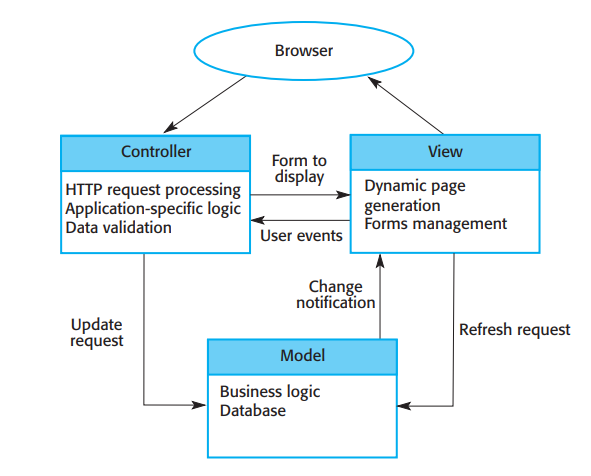 Browser
Controller
HTTP request processing
Application-specific logic
Data validation
Form to
display
User events
View
Dynamic page
generation
Forms management
Change
notification
Update
request
Refresh request
Model
Business logic
Database